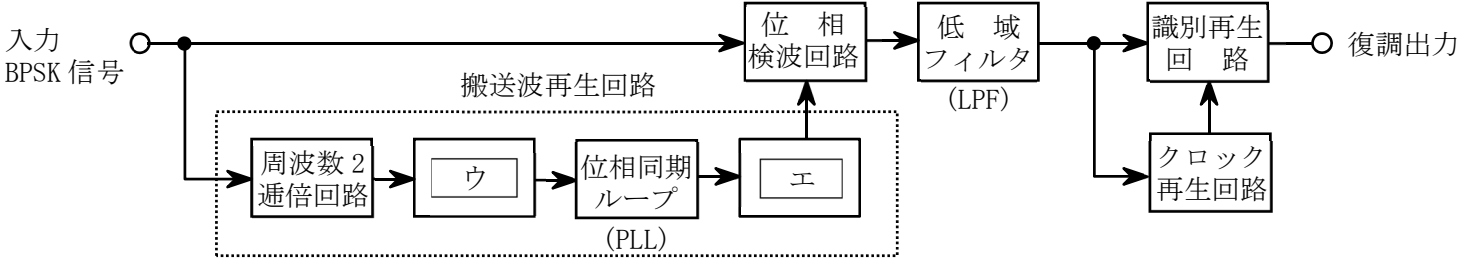 入力
BPSK 信号
位 相
検波回路
低 域
フィルタ
(LPF)
識別再生
回 路
復調出力
搬送波再生回路
周波数2
逓倍回路
ウ
位相同期
ループ
(PLL)
エ
クロック
再生回路